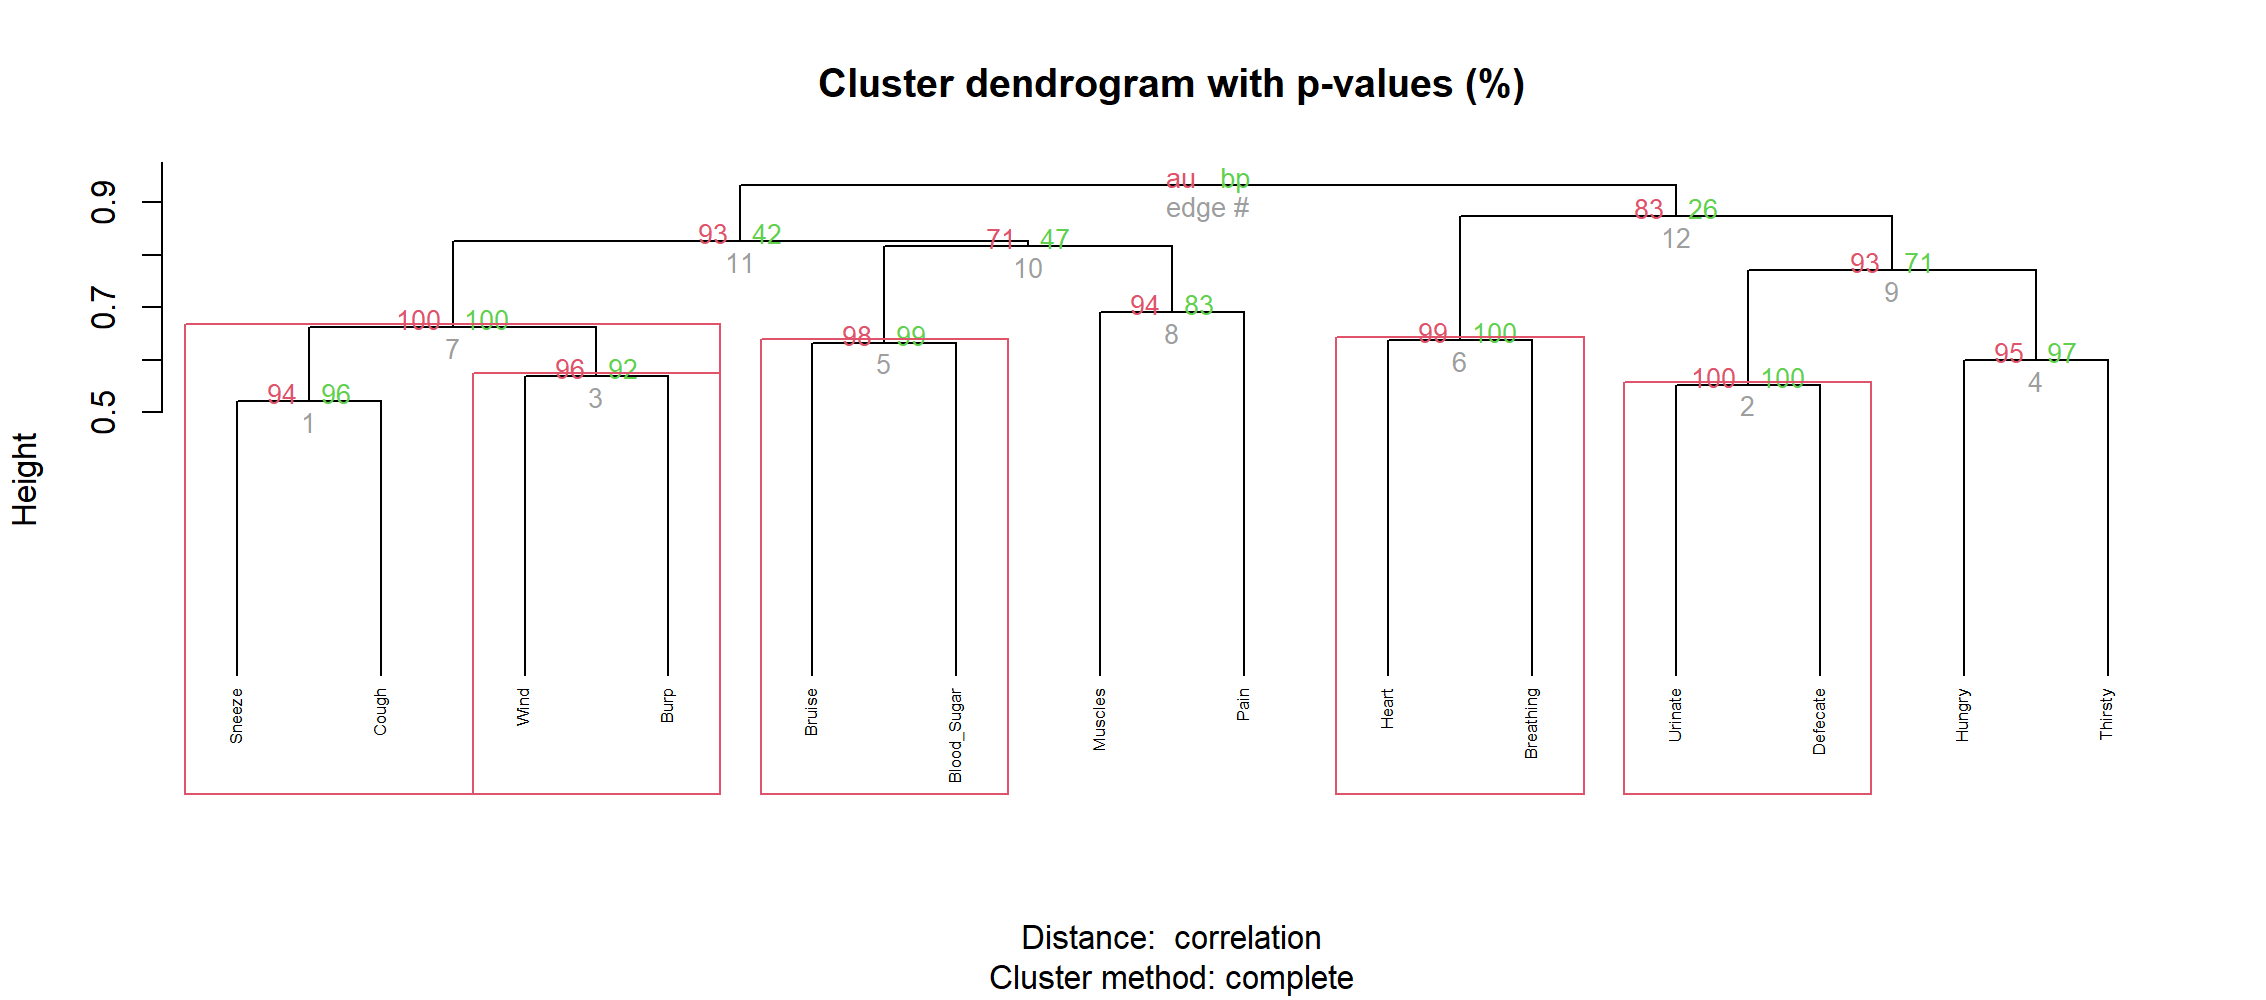 Cluster dendrogram with p-values (%)
Height
0.5 0.7 0.9
au bp
edge #
83 26
12
93 42
11
71 47
10
93 71
9
94 83
8
100 100
7
99 100
6
98 99
5
95 97
4
96 92
3
100 100
2
94 96
1
Sneeze
Cough
Wind
Burp
Bruise
Blood_Sugar
Muscles
Pain
Heart
Breathing
Urinate
Defecate
Hungry
Thirsty
Distance: correlation
Cluster method: complete